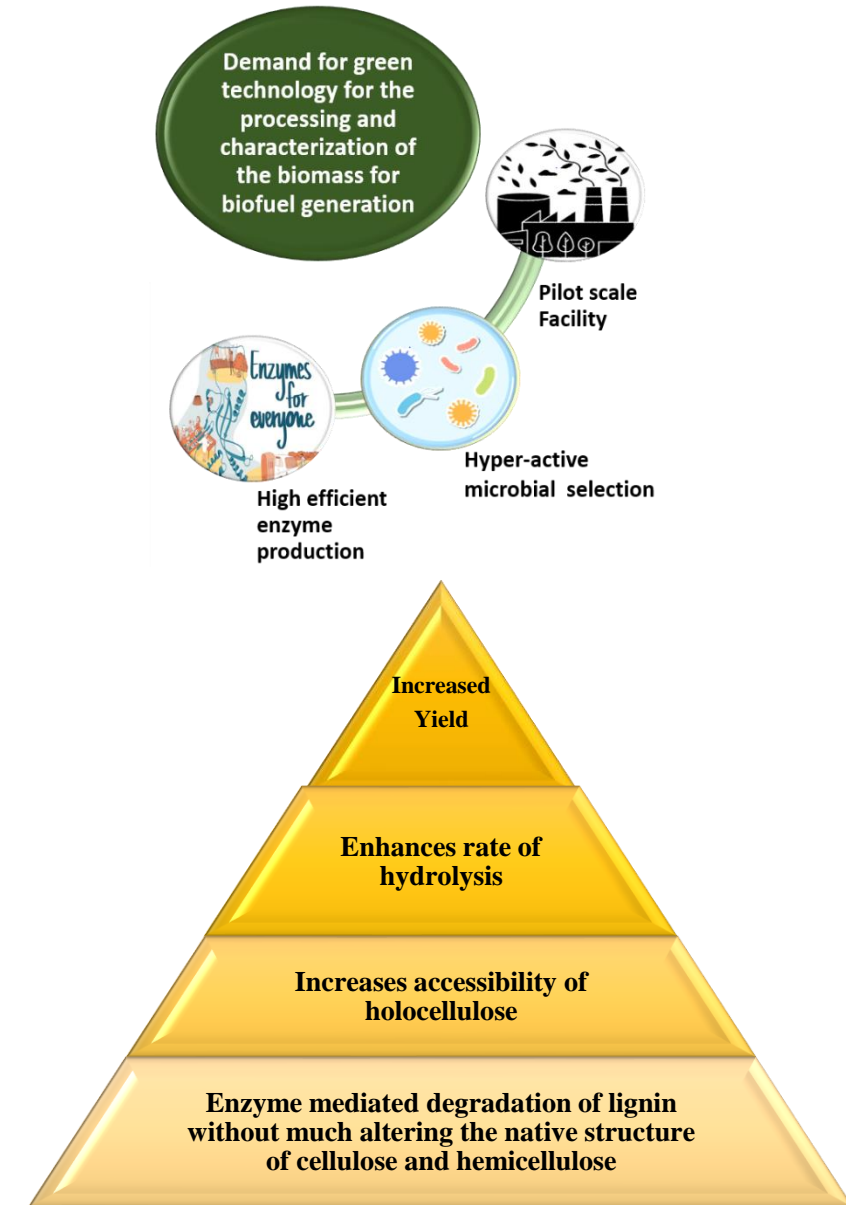 Demand for green
technology for the
processing and
characterization of
the biomass for
biofuel generation
Pilot scale
Facility
Enzymes
for
everyone
Hyper-active
microbial selection
High efficient
enzyme
production
Increased
Yield
Enhances rate of
hydrolysis
Increases accessibility of
holocellulose
Enzyme mediated degradation of lignin
without much altering the native structure
of cellulose and hemicellulose